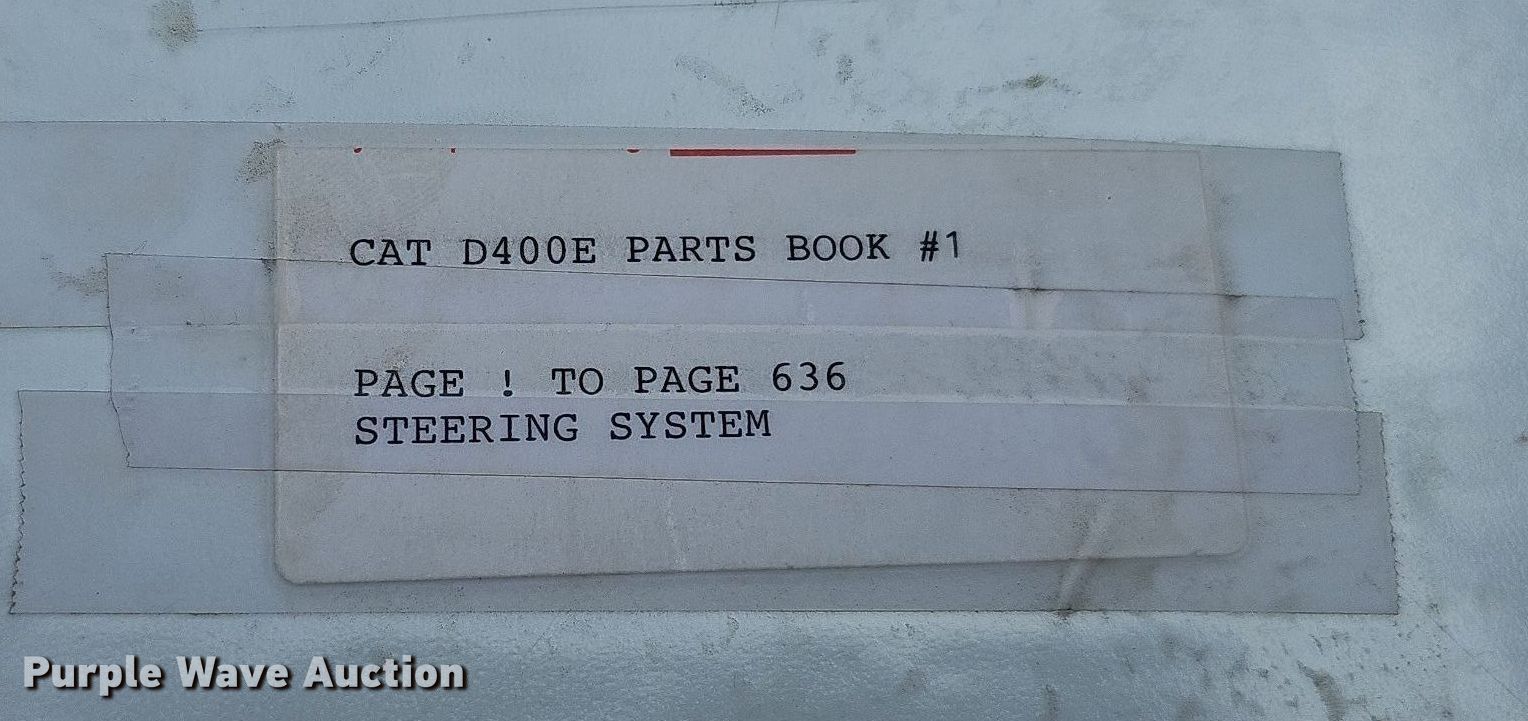 CAT D400E PARTS BOOK #1
PAGE ! TO PAGE 636
STEERING SYSTEM
Purple Wave Auction